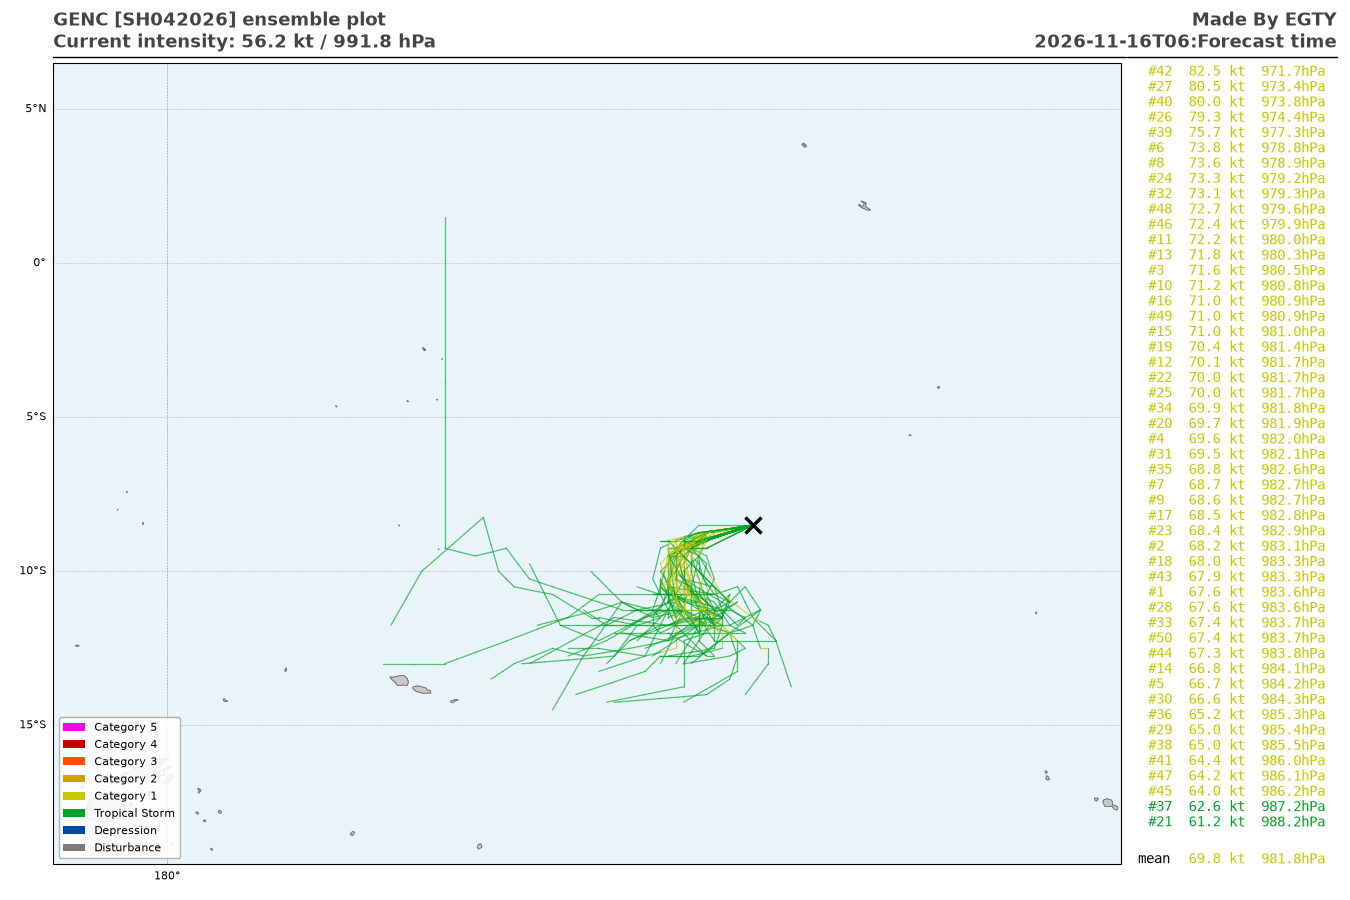 GENC [SH042026] ensemble plot
Made By EGTY
Current intensity: 56.2 kt / 991.8 hPa
2026-11-16T06:Forecast time
#42 82.5 kt 971.7hPa
#27 80.5 kt 973.4hPa
#40 80.0 kt 973.8hPa
#26 79.3 kt 974.4hPa
#39 75.7 kt 977.3hPa
#6 73.8 kt 978.8hPa
#8 73.6 kt 978.9hPa
#24 73.3 kt 979.2hPa
#32 73.1 kt 979.3hPa
#48 72.7 kt 979.6hPa
#46 72.4 kt 979.9hPa
#11 72.2 kt 980.0hPa
#13 71.8 kt 980.3hPa
#3 71.6 kt 980.5hPa
#10 71.2 kt 980.8hPa
#16 71.0 kt 980.9hPa
#49 71.0 kt 980.9hPa
#15 71.0 kt 981.0hPa
#19 70.4 kt 981.4hPa
#12 70.1 kt 981.7hPa
#22 70.0 kt 981.7hPa
#25 70.0 kt 981.7hPa
#34 69.9 kt 981.8hPa
#20 69.7 kt 981.9hPa
#4 69.6 kt 982.0hPa
#31 69.5 kt 982.1hPa
#35 68.8 kt 982.6hPa
#7 68.7 kt 982.7hPa
#9 68.6 kt 982.7hPa
#17 68.5 kt 982.8hPa
#23 68.4 kt 982.9hPa
#2 68.2 kt 983.1hPa
#18 68.0 kt 983.3hPa
#43 67.9 kt 983.3hPa
#1 67.6 kt 983.6hPa
#28 67.6 kt 983.6hPa
#33 67.4 kt 983.7hPa
#50 67.4 kt 983.7hPa
#44 67.3 kt 983.8hPa
#14 66.8 kt 984.1hPa
#5 66.7 kt 984.2hPa
#30 66.6 kt 984.3hPa
#36 65.2 kt 985.3hPa
#29 65.0 kt 985.4hPa
#38 65.0 kt 985.5hPa
#41 64.4 kt 986.0hPa
#47 64.2 kt 986.1hPa
#45 64.0 kt 986.2hPa
#37 62.6 kt 987.2hPa
#21 61.2 kt 988.2hPa
mean 69.8 kt 981.8hPa
5°N
0°
5°S
10°S
15°S
180°
Category 5
Category 4
Category 3
Category 2
Category 1
Tropical Storm
Depression
Disturbance